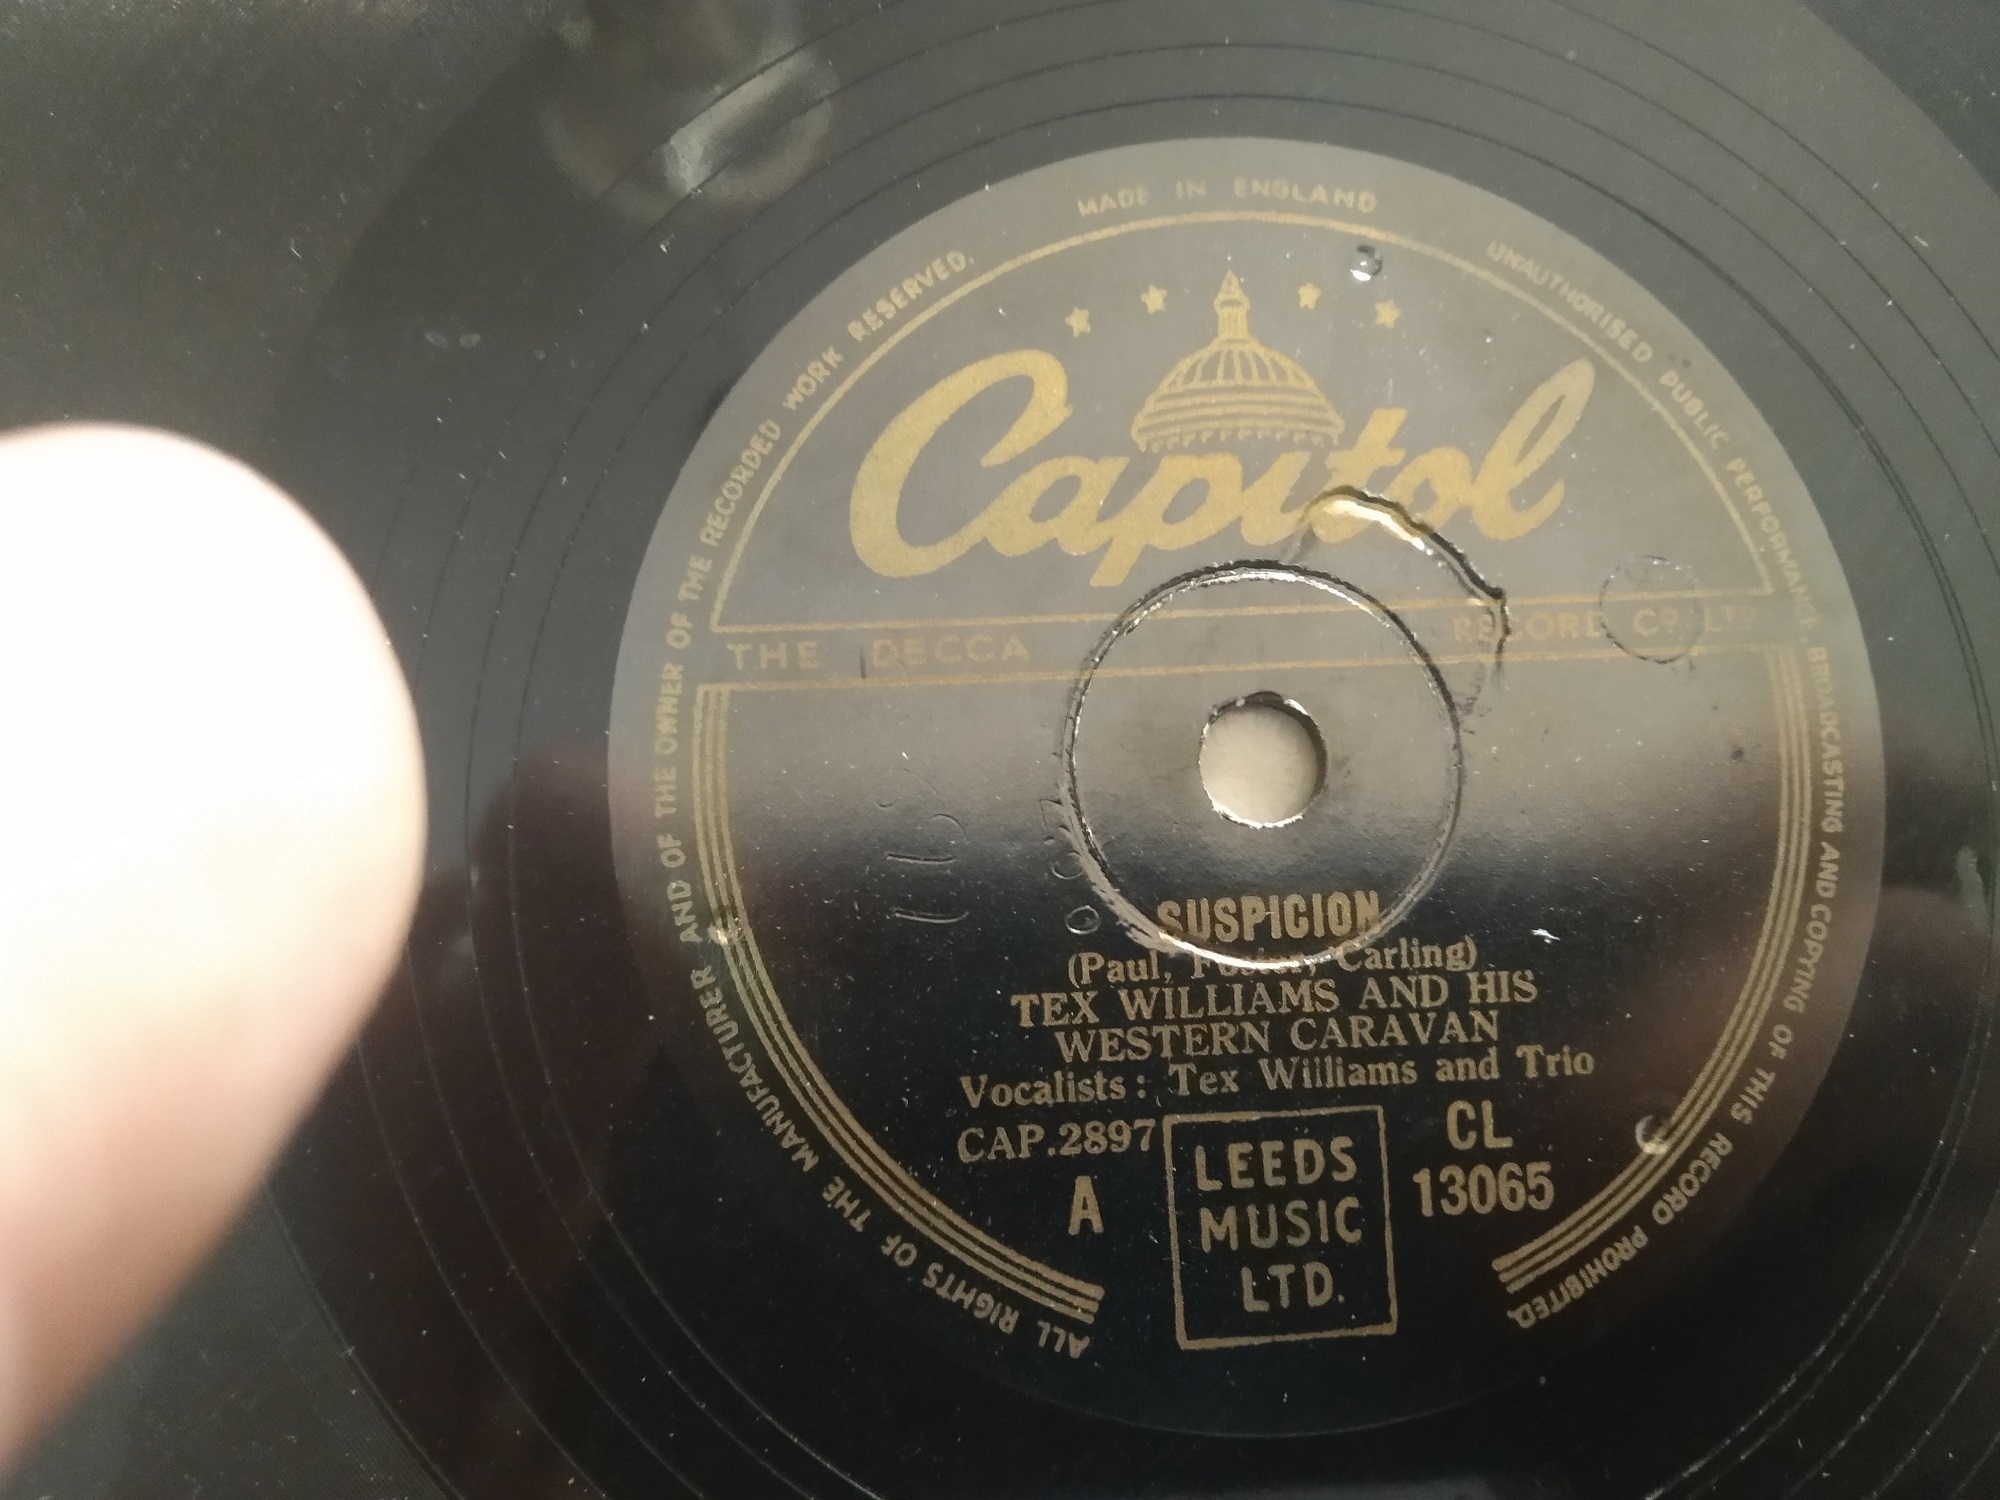 MADE IN ENGLAND
UNAUTHORISED PUBLIC PERFORMANCE, BROADCASTING AND COPYING OF THIS RECORD PROHIBITED.
ALL RIGHTS OF THE MANUFACTURER AND OF THE OWNER OF THE RECORDED WORK RESERVED.
Capitol
THE DECCA RECORD CO LTD
SUSPICION
(Paul, Foster, Carling)
TEX WILLIAMS AND HIS
WESTERN CARAVAN
Vocalists: Tex Williams and Trio
CAP.2897
A
LEEDS
MUSIC
LTD.
CL
13065